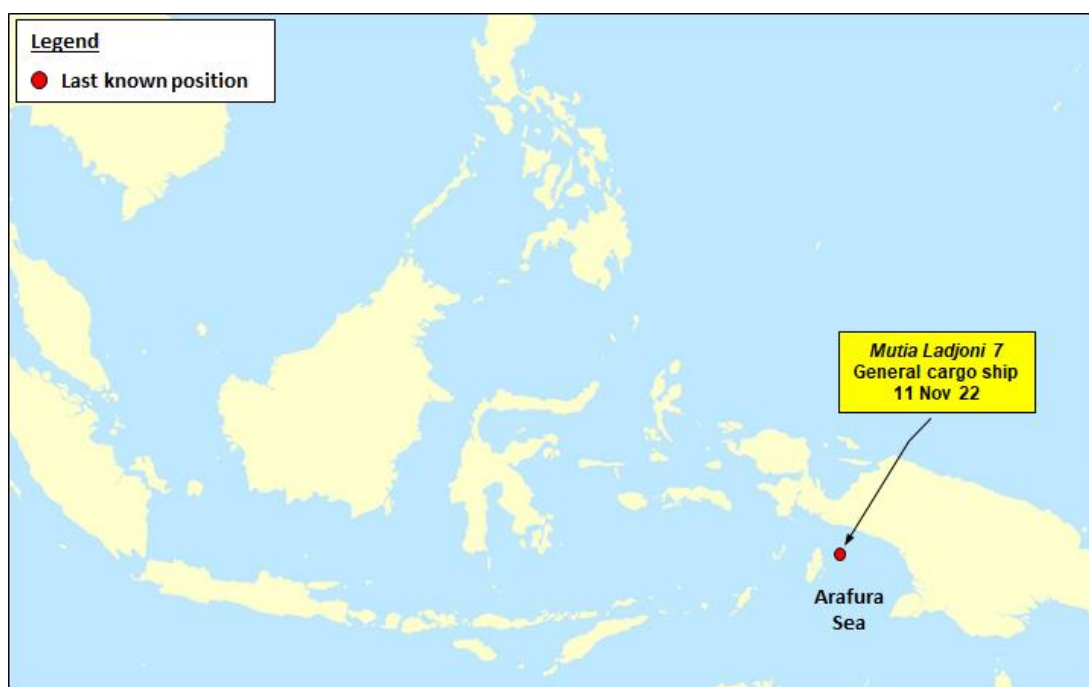 Legend
Last known position
Mutia Ladjoni 7
General cargo ship
11 Nov 22
Arafura
Sea